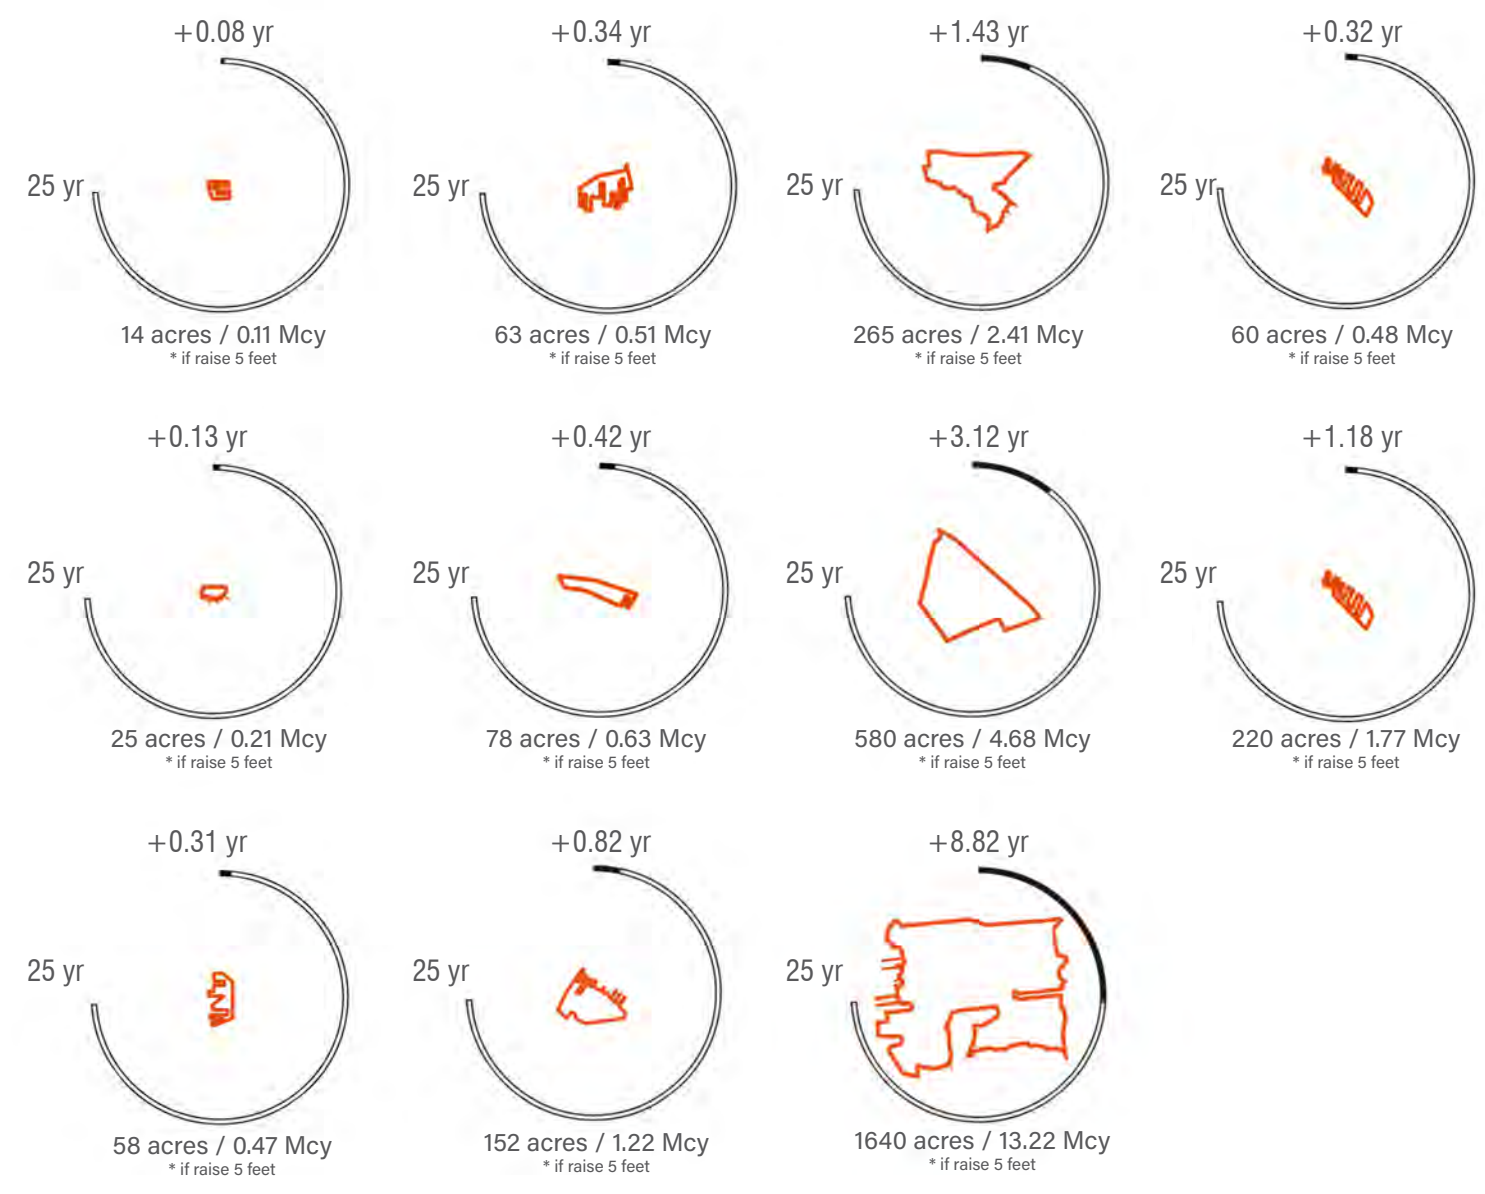 +0.08 yr
25 yr
14 acres / 0.11 Mcy
* if raise 5 feet
+0.34 yr
25 yr
63 acres / 0.51 Mcy
* if raise 5 feet
+1.43 yr
25 yr
265 acres / 2.41 Mcy
* if raise 5 feet
+0.32 yr
25 yr
60 acres / 0.48 Mcy
* if raise 5 feet
+0.13 yr
25 yr
25 acres / 0.21 Mcy
* if raise 5 feet
+0.42 yr
25 yr
78 acres / 0.63 Mcy
* if raise 5 feet
+3.12 yr
25 yr
580 acres / 4.68 Mcy
* if raise 5 feet
+1.18 yr
25 yr
220 acres / 1.77 Mcy
* if raise 5 feet
+0.31 yr
25 yr
58 acres / 0.47 Mcy
* if raise 5 feet
+0.82 yr
25 yr
152 acres / 1.22 Mcy
* if raise 5 feet
+8.82 yr
25 yr
1640 acres / 13.22 Mcy
* if raise 5 feet